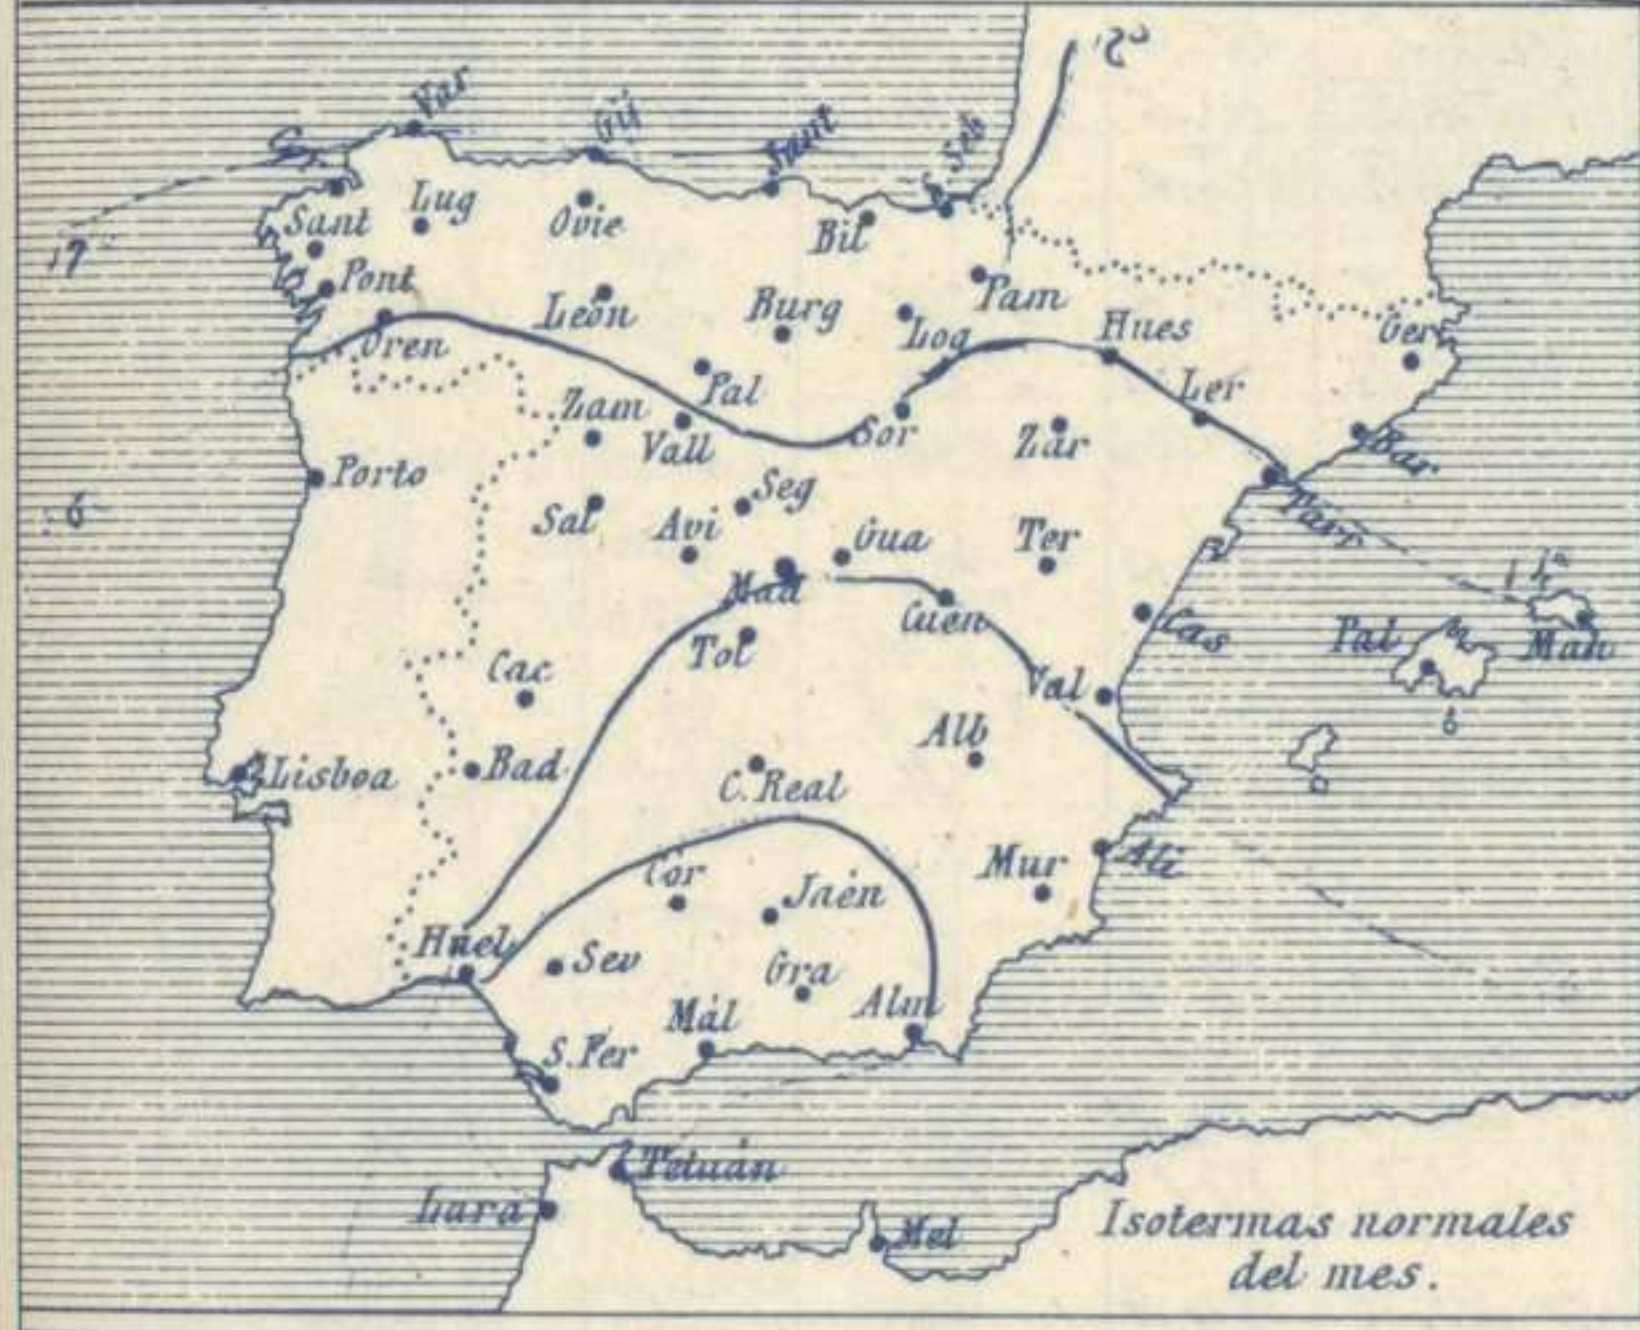 Var
Gij
Sant
S. Seb
Lug
Sant
Ovie
Bil
17°
Pont
León
Burg
Pam
Log
Hues
Ger
Oren
Zam
Pal
Ler
Vall
Sor
Zar
Bar
Porto
Seg
Sal
Avi
Gua
Ter
Tarr
Mad
Cuen
Cas
Tol
Pal
Mah
Cac
Val
Alb
Lisboa
Bad
C. Real
Ali
Cor
Jaén
Mur
Huel
Sev
Gra
Mál
Alm
S. Fer
Tetuán
Lara
Mel
Isotermas normales
del mes.